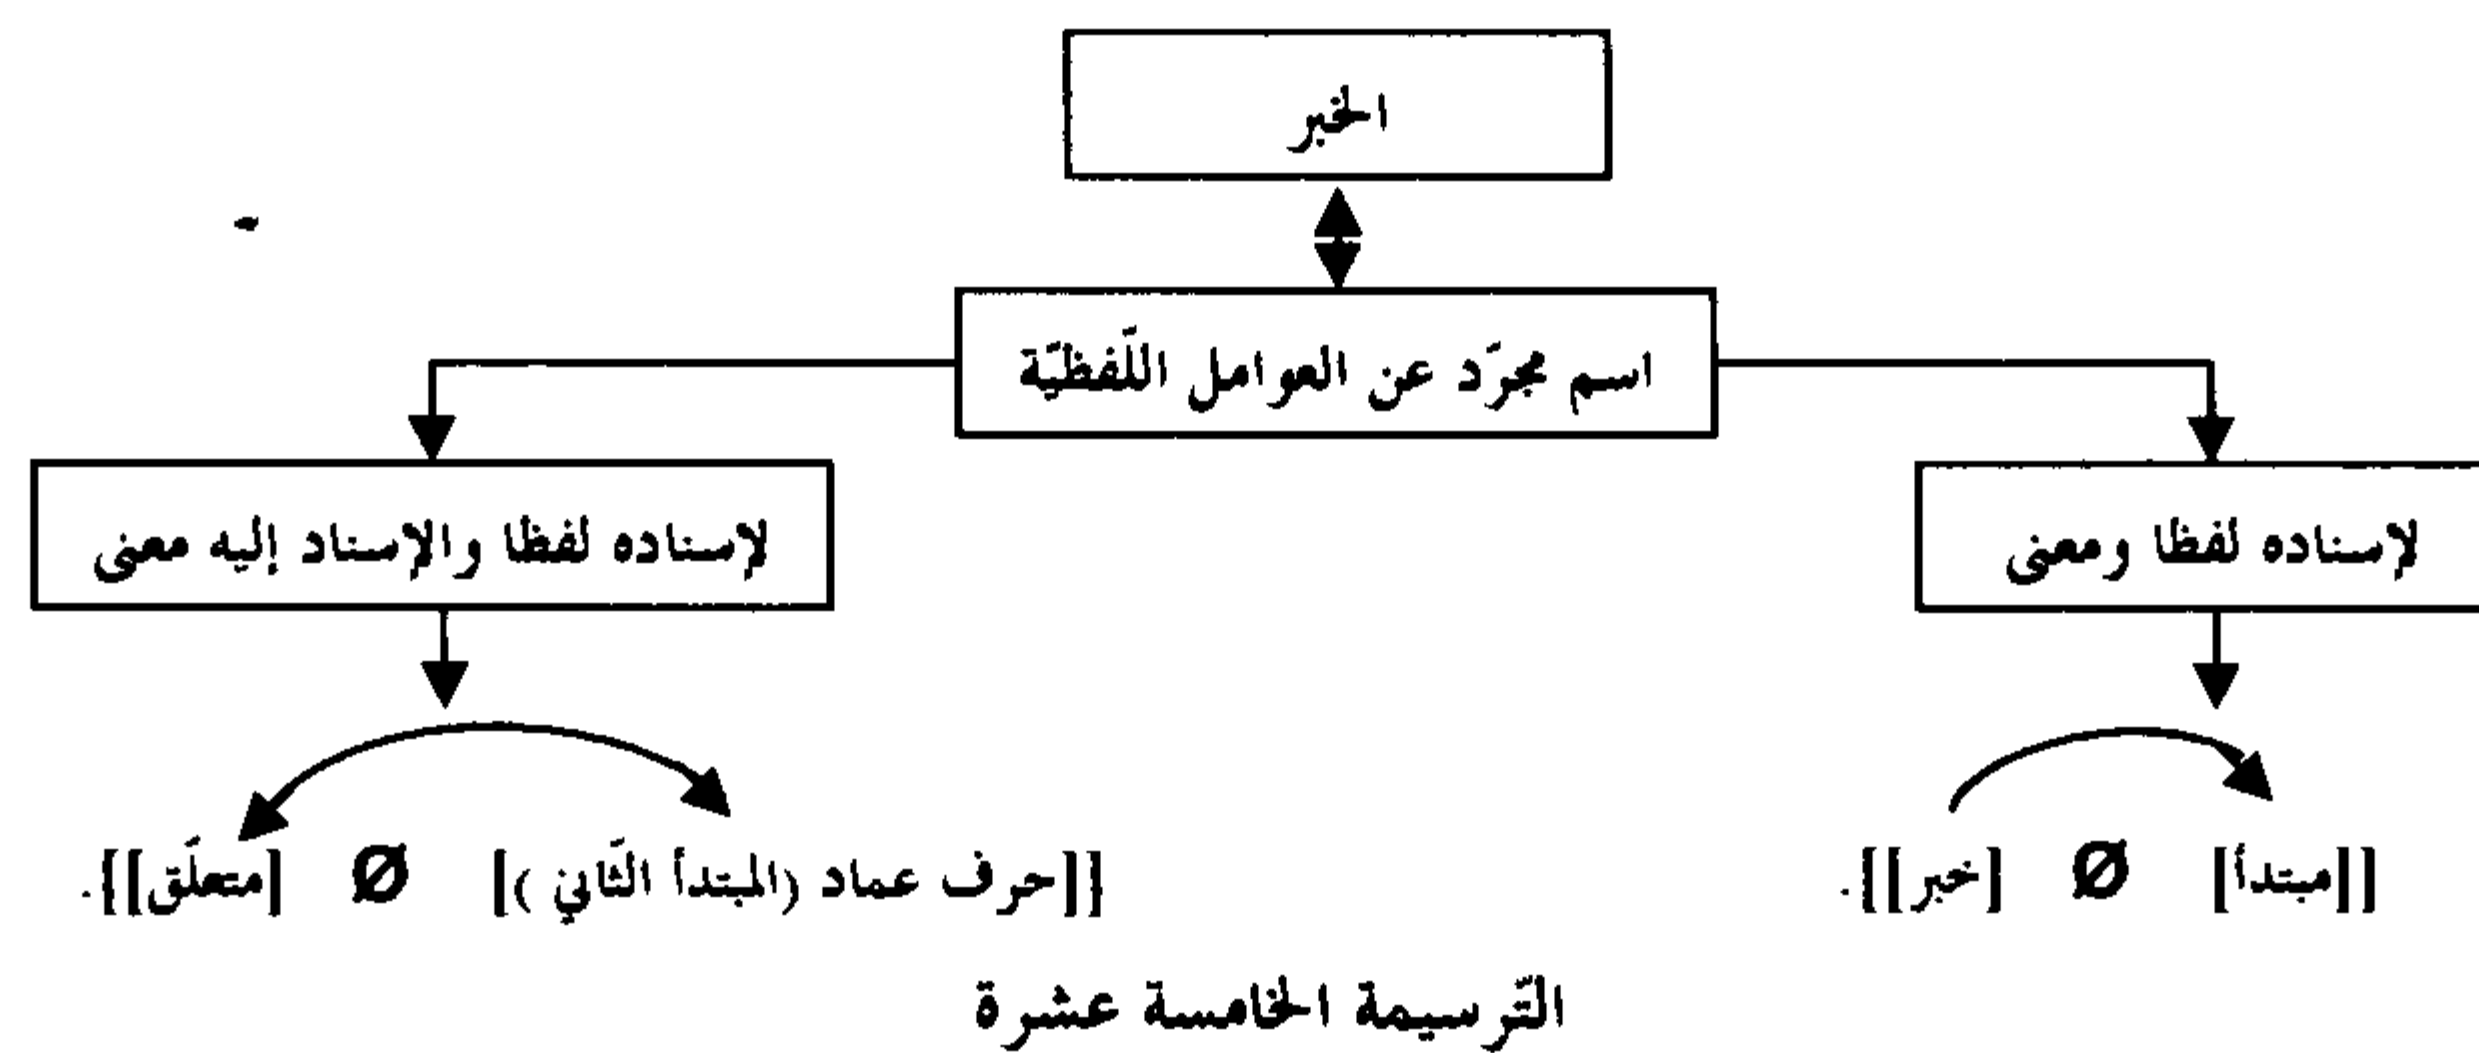 الخبر
اسم مجرّد عن العوامل اللّفظيّة
لإسناده لفظا ومعنى
لإسناده لفظا والإسناد إليه معنى
[[مبتدأ] Ø [خبر]].
[[حرف عماد (المبتدأ الثّاني )] Ø [متعلّق]].
التّرسيمة الخامسة عشرة